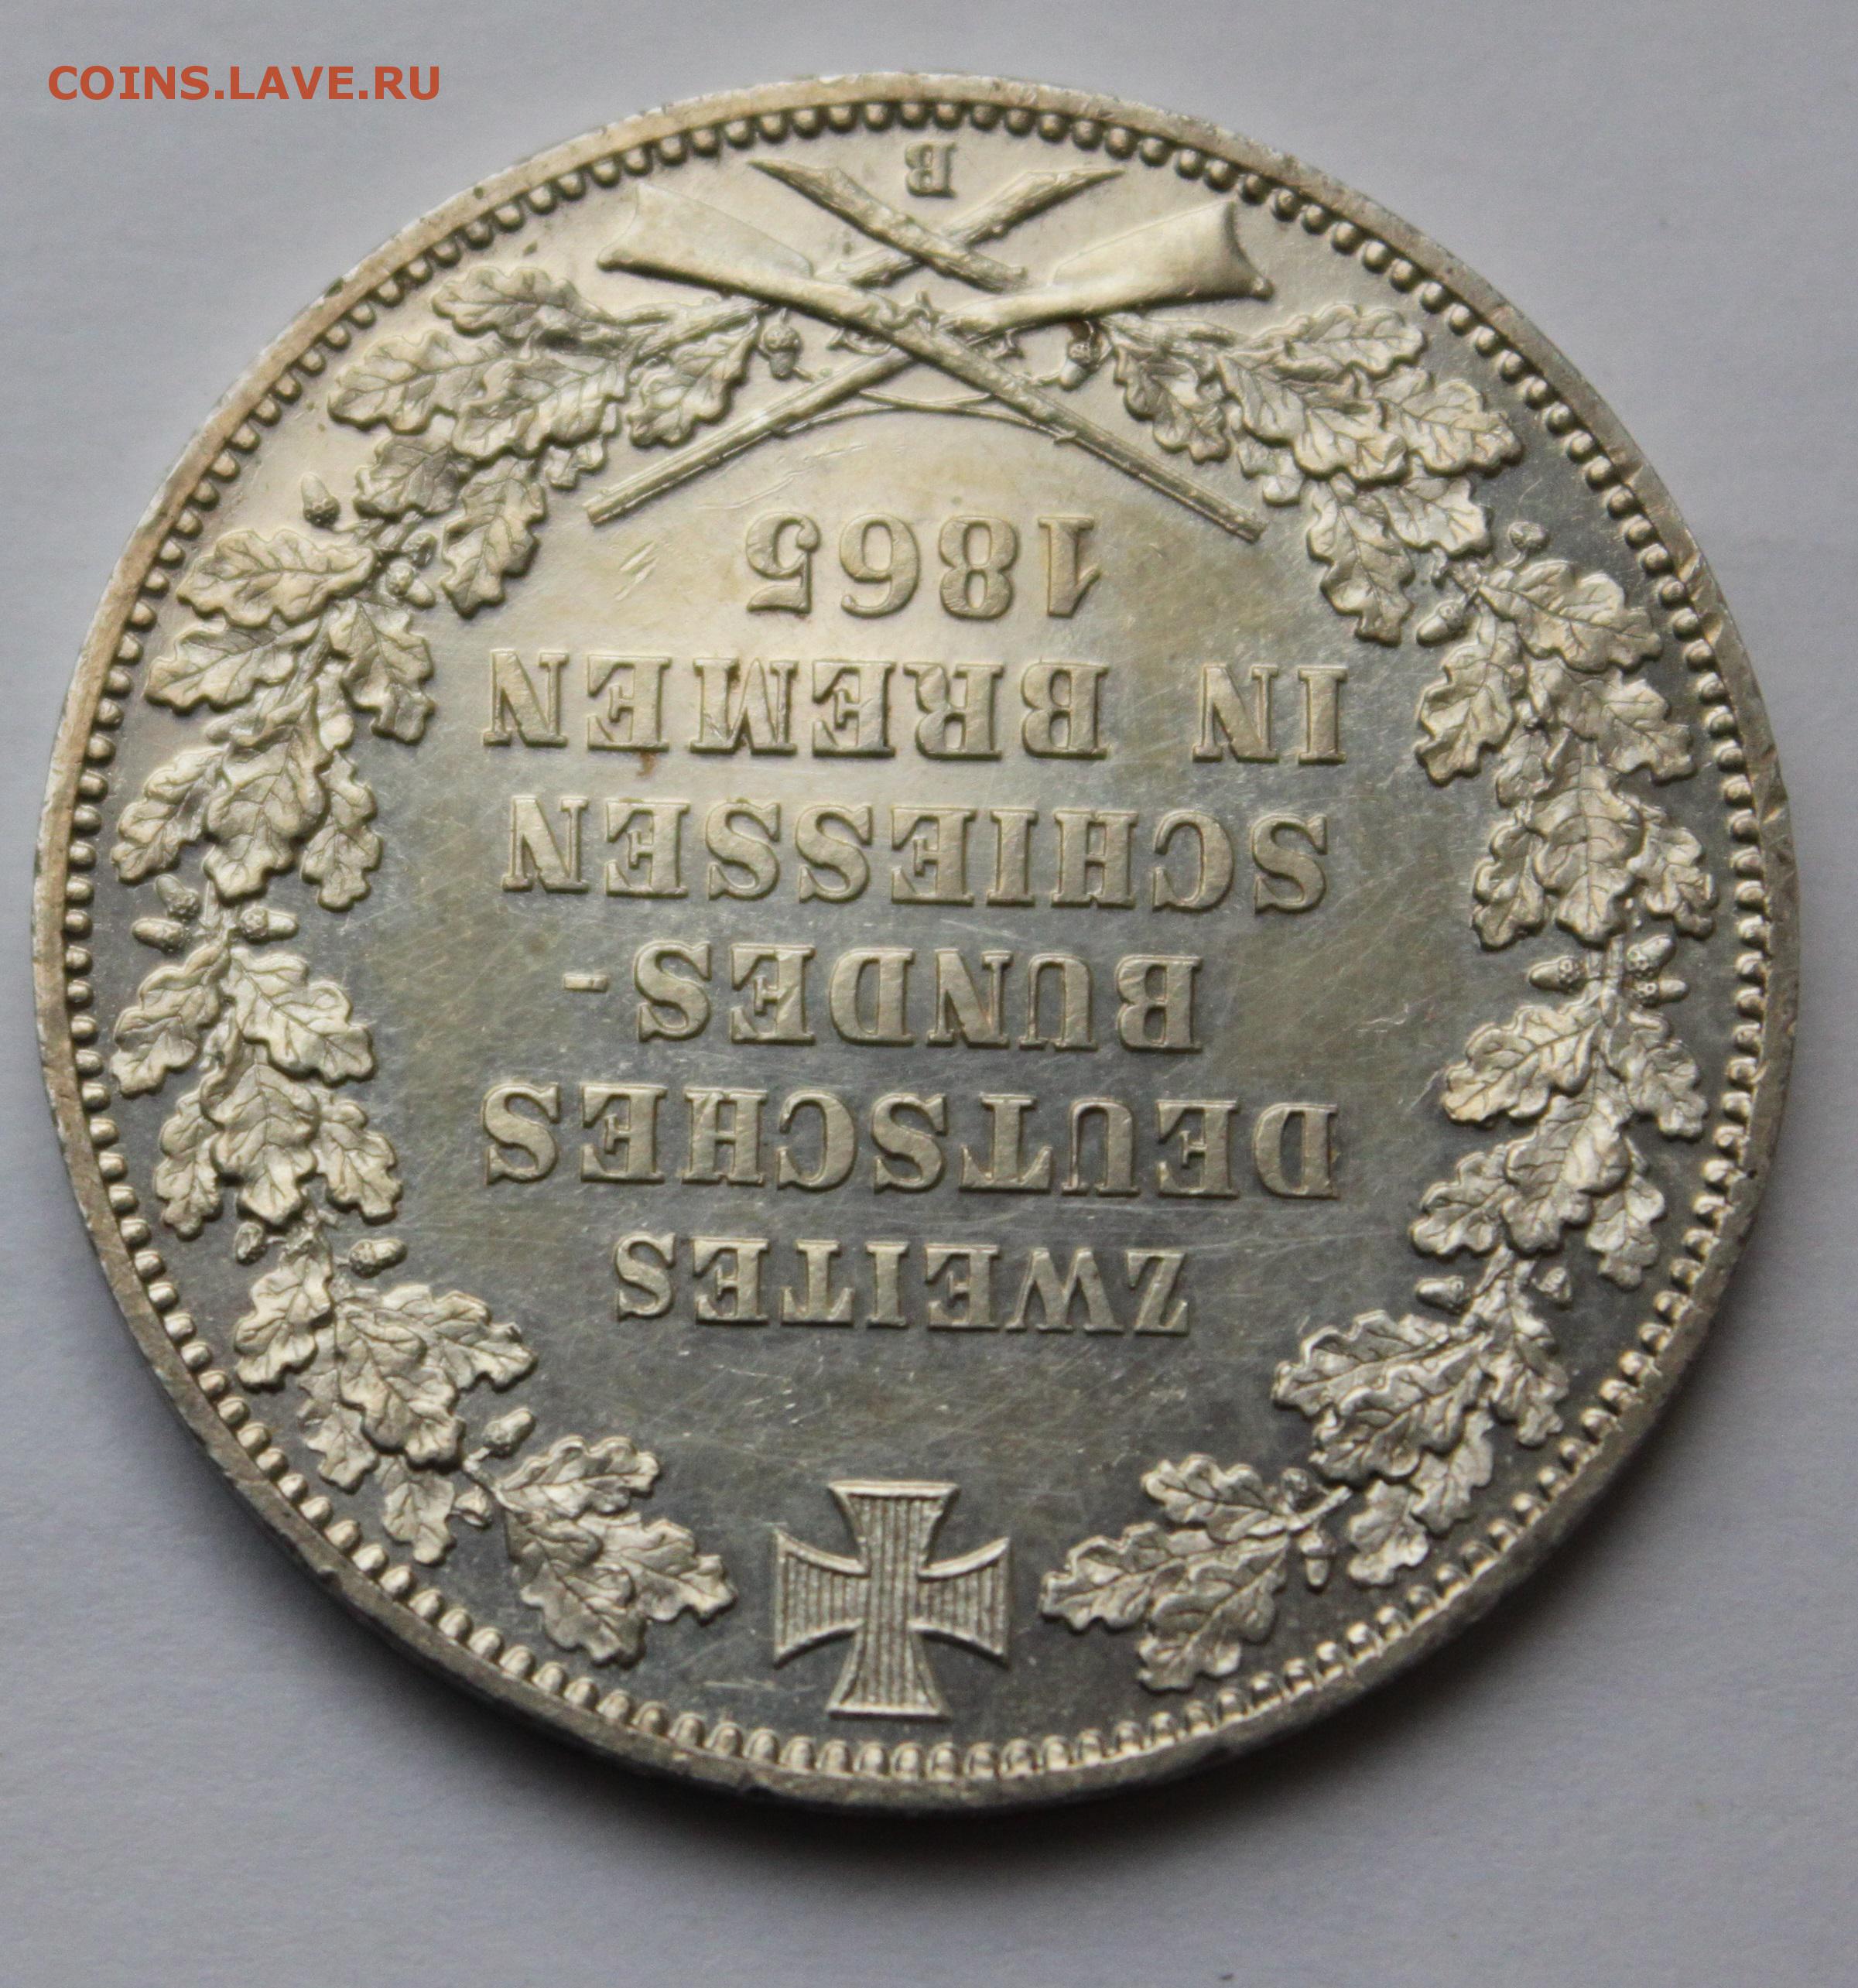 COINS.LAVE.RU
ZWEITES
DEUTSCHES
BUNDES-
SCHIESSEN
IN BREMEN
1865
B